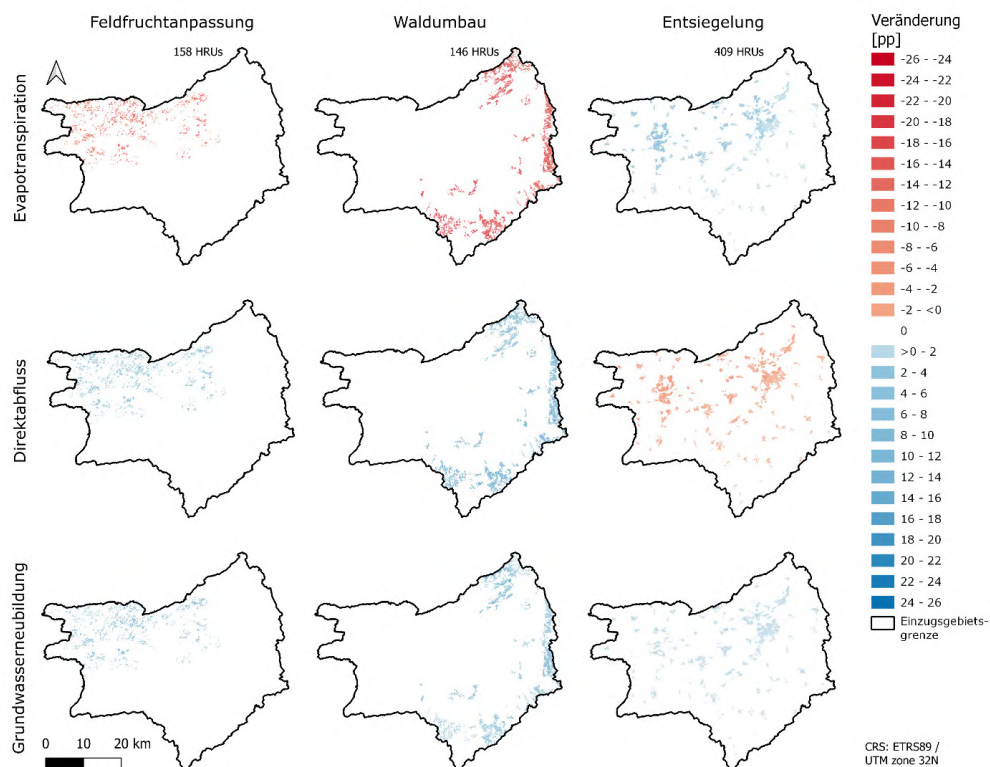 Feldfruchtanpassung
Waldumbau
Entsiegelung
158 HRUs
146 HRUs
409 HRUs
Evapotranspiration
Direktabfluss
Grundwasserneubildung
0 10 20 km
Veränderung
[pp]
-26 - -24
-24 - -22
-22 - -20
-20 - -18
-18 - -16
-16 - -14
-14 - -12
-12 - -10
-10 - -8
-8 - -6
-6 - -4
-4 - -2
-2 - <0
0
>0 - 2
2 - 4
4 - 6
6 - 8
8 - 10
10 - 12
12 - 14
14 - 16
16 - 18
18 - 20
20 - 22
22 - 24
24 - 26
Einzugsgebiets-
grenze
CRS: ETRS89 /
UTM zone 32N